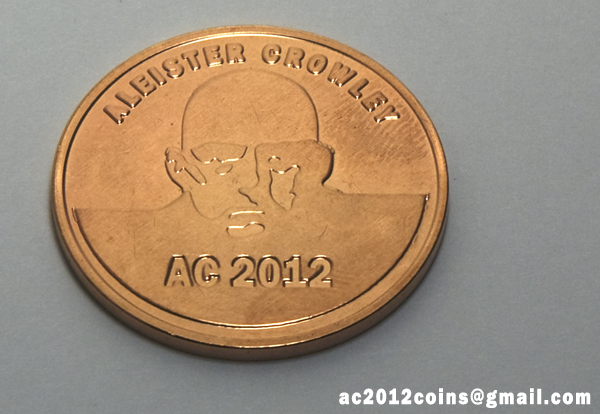 ALEISTER CROWLEY
AC 2012
ac2012coins@gmail.com